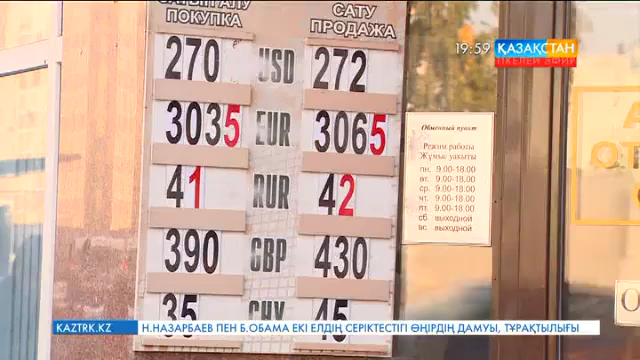 САТЫП АЛУ САТУ
ПОКУПКА ПРОДАЖА
270 USD 272
3035 EUR 3065
41 RUR 42
390 GBP 430
35 CHY 45
19:59 ҚАЗАҚСТАН
ТІКЕЛЕЙ ЭФИР
Обменный пункт
Режим работы
Жұмыс уақыты
пн. 9.00-18.00
вт. 9.00-18.00
ср. 9.00-18.00
чт. 9.00-18.00
пт. 9.00-18.00
сб выходной
вс. выходной
KAZTRK.KZ
Н.НАЗАРБАЕВ ПЕН Б.ОБАМА ЕКІ ЕЛДІҢ СЕРІКТЕСТІГІ ӨҢІРДІҢ ДАМУЫ, ТҰРАҚТЫЛЫҒЫ